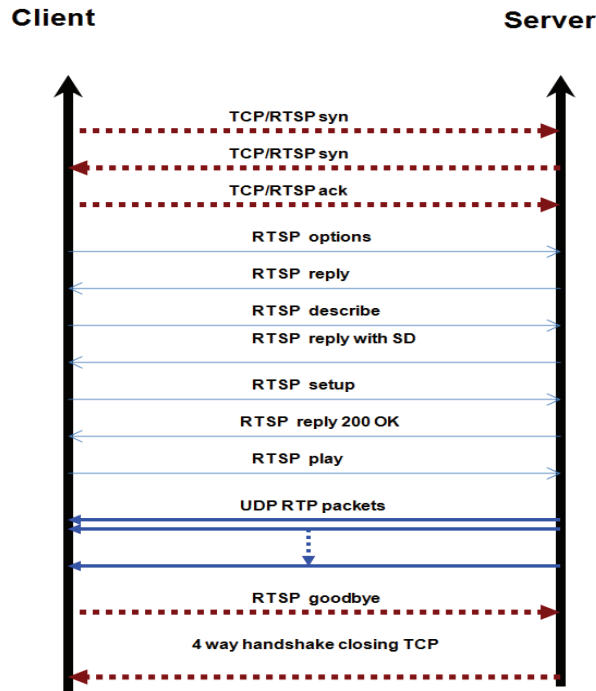 Client
Server
TCP/RTSP syn
TCP/RTSP syn
TCP/RTSP ack
RTSP options
RTSP reply
RTSP describe
RTSP reply with SD
RTSP setup
RTSP reply 200 OK
RTSP play
UDP RTP packets
RTSP goodbye
4 way handshake closing TCP